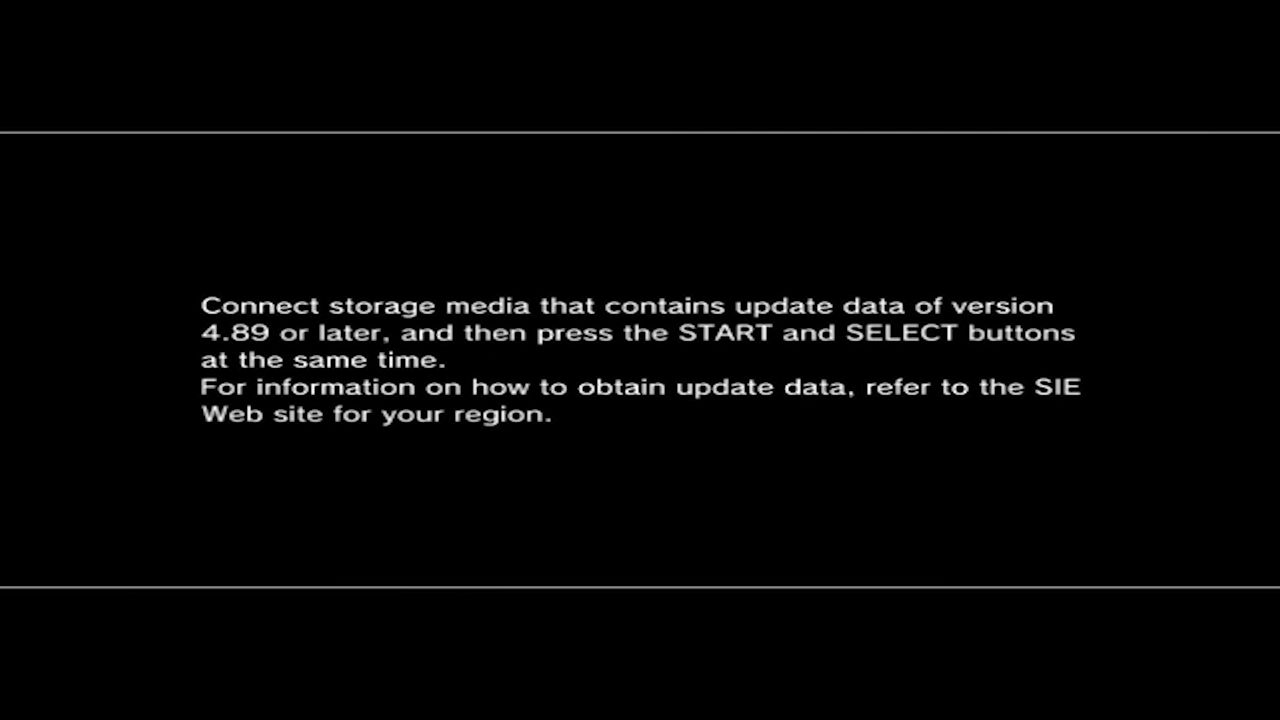 Connect storage media that contains update data of version
4.89 or later, and then press the START and SELECT buttons
at the same time.
For information on how to obtain update data, refer to the SIE
Web site for your region.